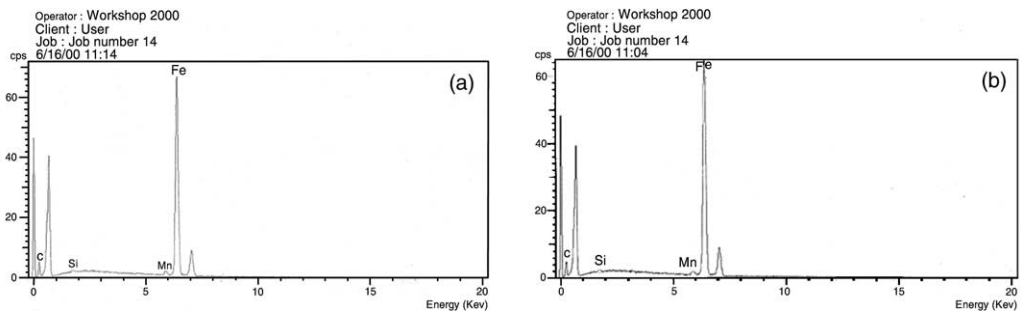 Operator : Workshop 2000
Client : User
Job : Job number 14
6/16/00 11:14
cps
Fe
(a)
60
40
20
C
Si
Mn
0
0 5 10 15 20
Energy (Kev)
Operator : Workshop 2000
Client : User
Job : Job number 14
6/16/00 11:04
cps
Fe
(b)
60
40
20
C
Si
Mn
0
0 5 10 15 20
Energy (Kev)